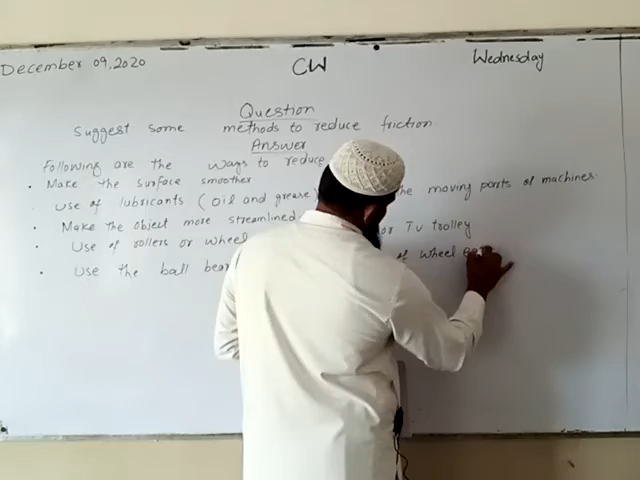 December 09, 2020 CW Wednesday
Question
Suggest some methods to reduce friction
Answer
Following are the ways to reduce
• Make the surface smoother
• Use of lubricants (oil and grease) the moving parts of machines.
• Make the object more streamlined
• Use of rollers or wheel or TV trolley
• Use the ball of wheel